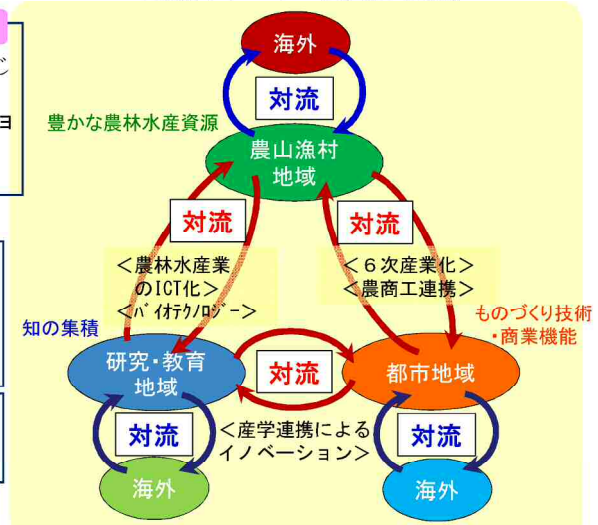 じ
ョ
海外
対流
豊かな農林水産資源
農山漁村
地域
対流
対流
＜農林水産業
のICT化＞
＜ﾊﾞｲｵﾃｸﾉﾛｼﾞｰ＞
＜６次産業化＞
＜農商工連携＞
知の集積
ものづくり技術
・商業機能
研究・教育
地域
対流
都市地域
対流
＜産学連携による
イノベーション＞
対流
海外
海外